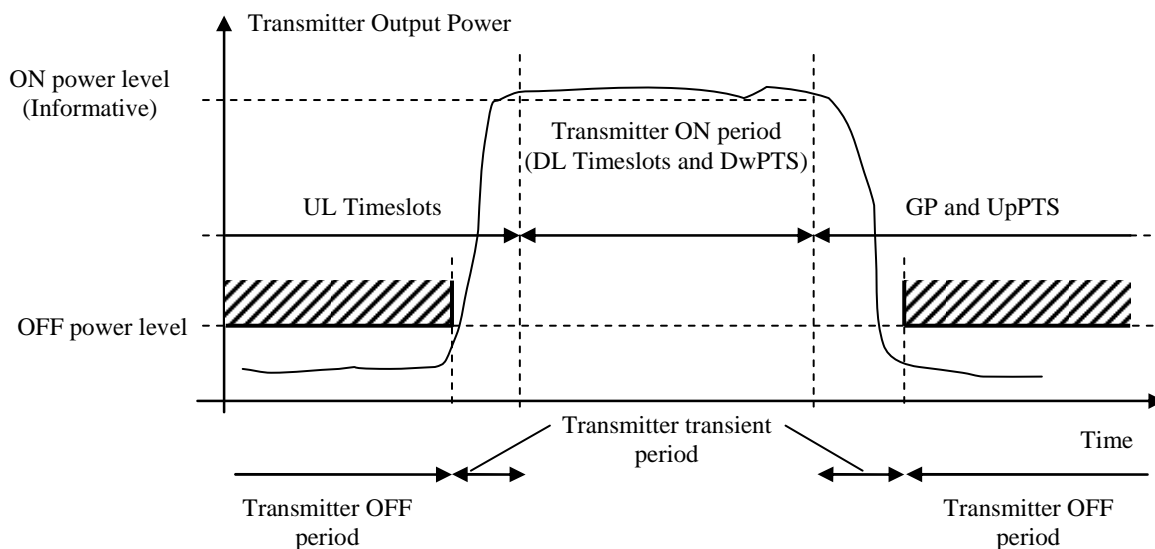 Transmitter Output Power
ON power level
(Informative)
Transmitter ON period
(DL Timeslots and DwPTS)
UL Timeslots
GP and UpPTS
OFF power level
Transmitter transient
period
Time
Transmitter OFF
period
Transmitter OFF
period